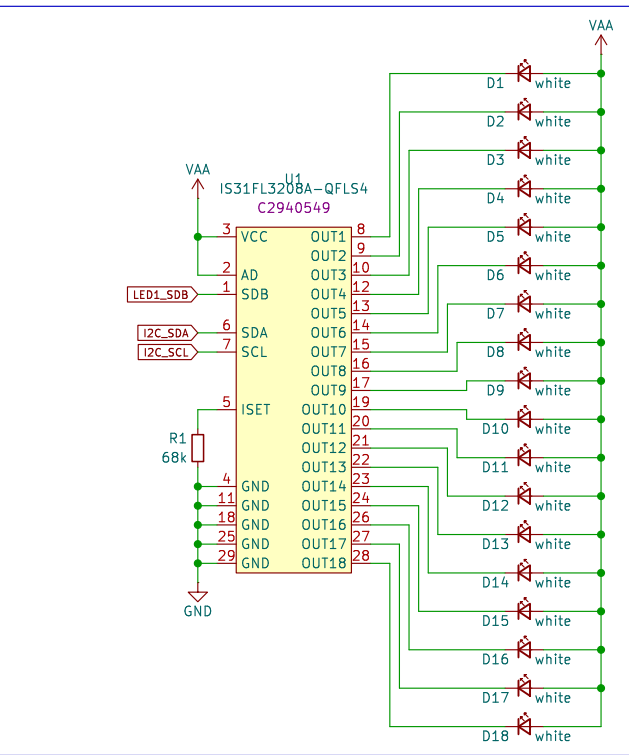 VAA
D1 white
D2 white
D3 white
D4 white
D5 white
D6 white
D7 white
D8 white
D9 white
D10 white
D11 white
D12 white
D13 white
D14 white
D15 white
D16 white
D17 white
D18 white
VAA
U1
IS31FL3208A-QFLS4
C2940549
3 VCC OUT1 8
OUT2 9
2 AD OUT3 10
LED1_SDB 1 SDB OUT4 12
OUT5 13
I2C_SDA 6 SDA OUT6 14
I2C_SCL 7 SCL OUT7 15
OUT8 16
OUT9 17
5 ISET OUT10 19
OUT11 20
R1
68k
OUT12 21
OUT13 22
4 GND OUT14 23
11 GND OUT15 24
18 GND OUT16 26
25 GND OUT17 27
29 GND OUT18 28
GND